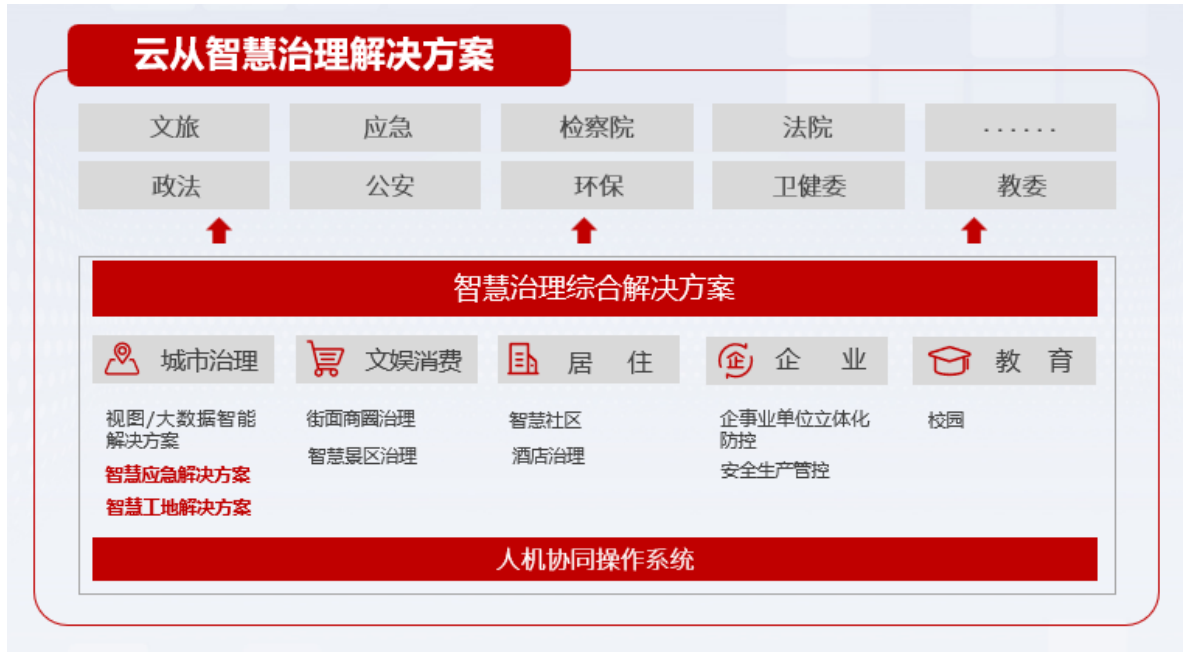 云从智慧治理解决方案
文旅
应急
检察院
法院
......
政法
公安
环保
卫健委
教委
智慧治理综合解决方案
城市治理
文娱消费
居 住
企 企 业
教 育
视图/大数据智能
解决方案
智慧应急解决方案
智慧工地解决方案
街面商圈治理
智慧景区治理
智慧社区
酒店治理
企事业单位立体化
防控
安全生产管控
校园
人机协同操作系统